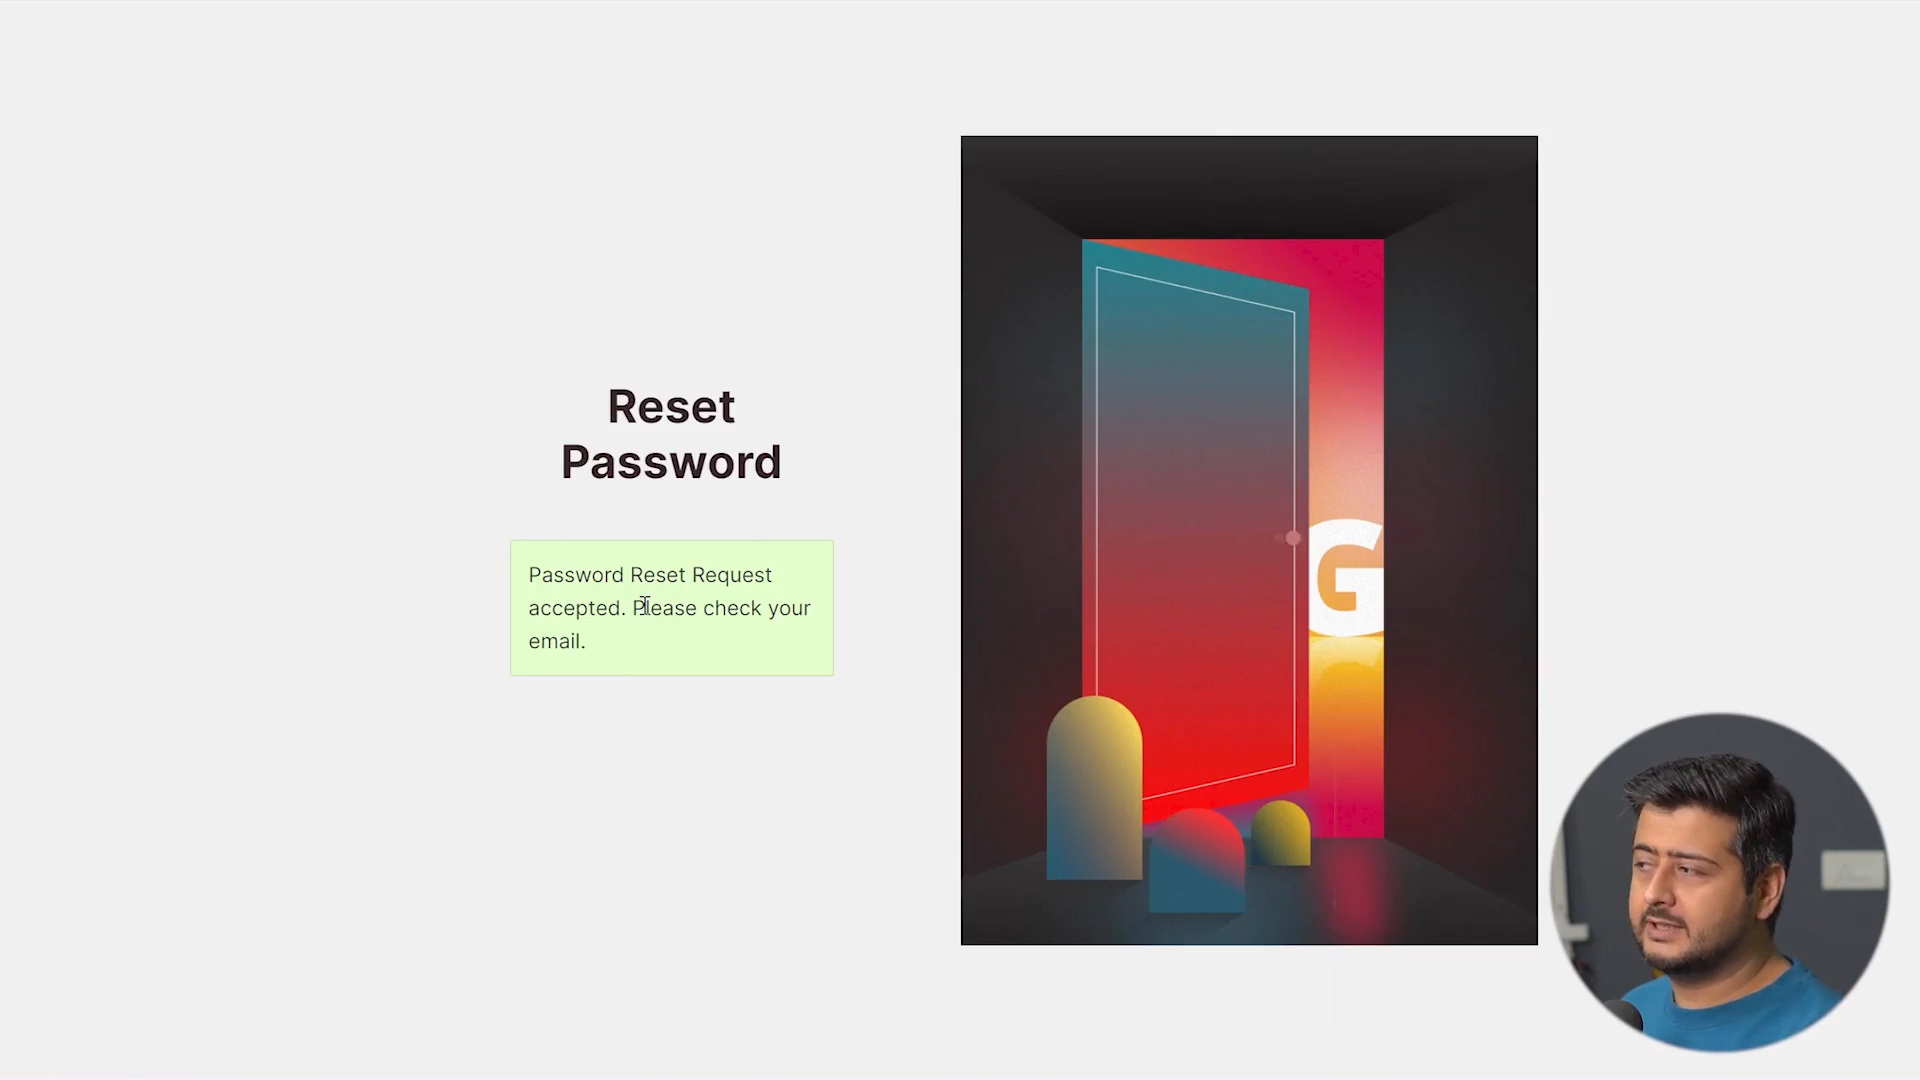 Reset
Password
Password Reset Request
accepted. Please check your
email.
G